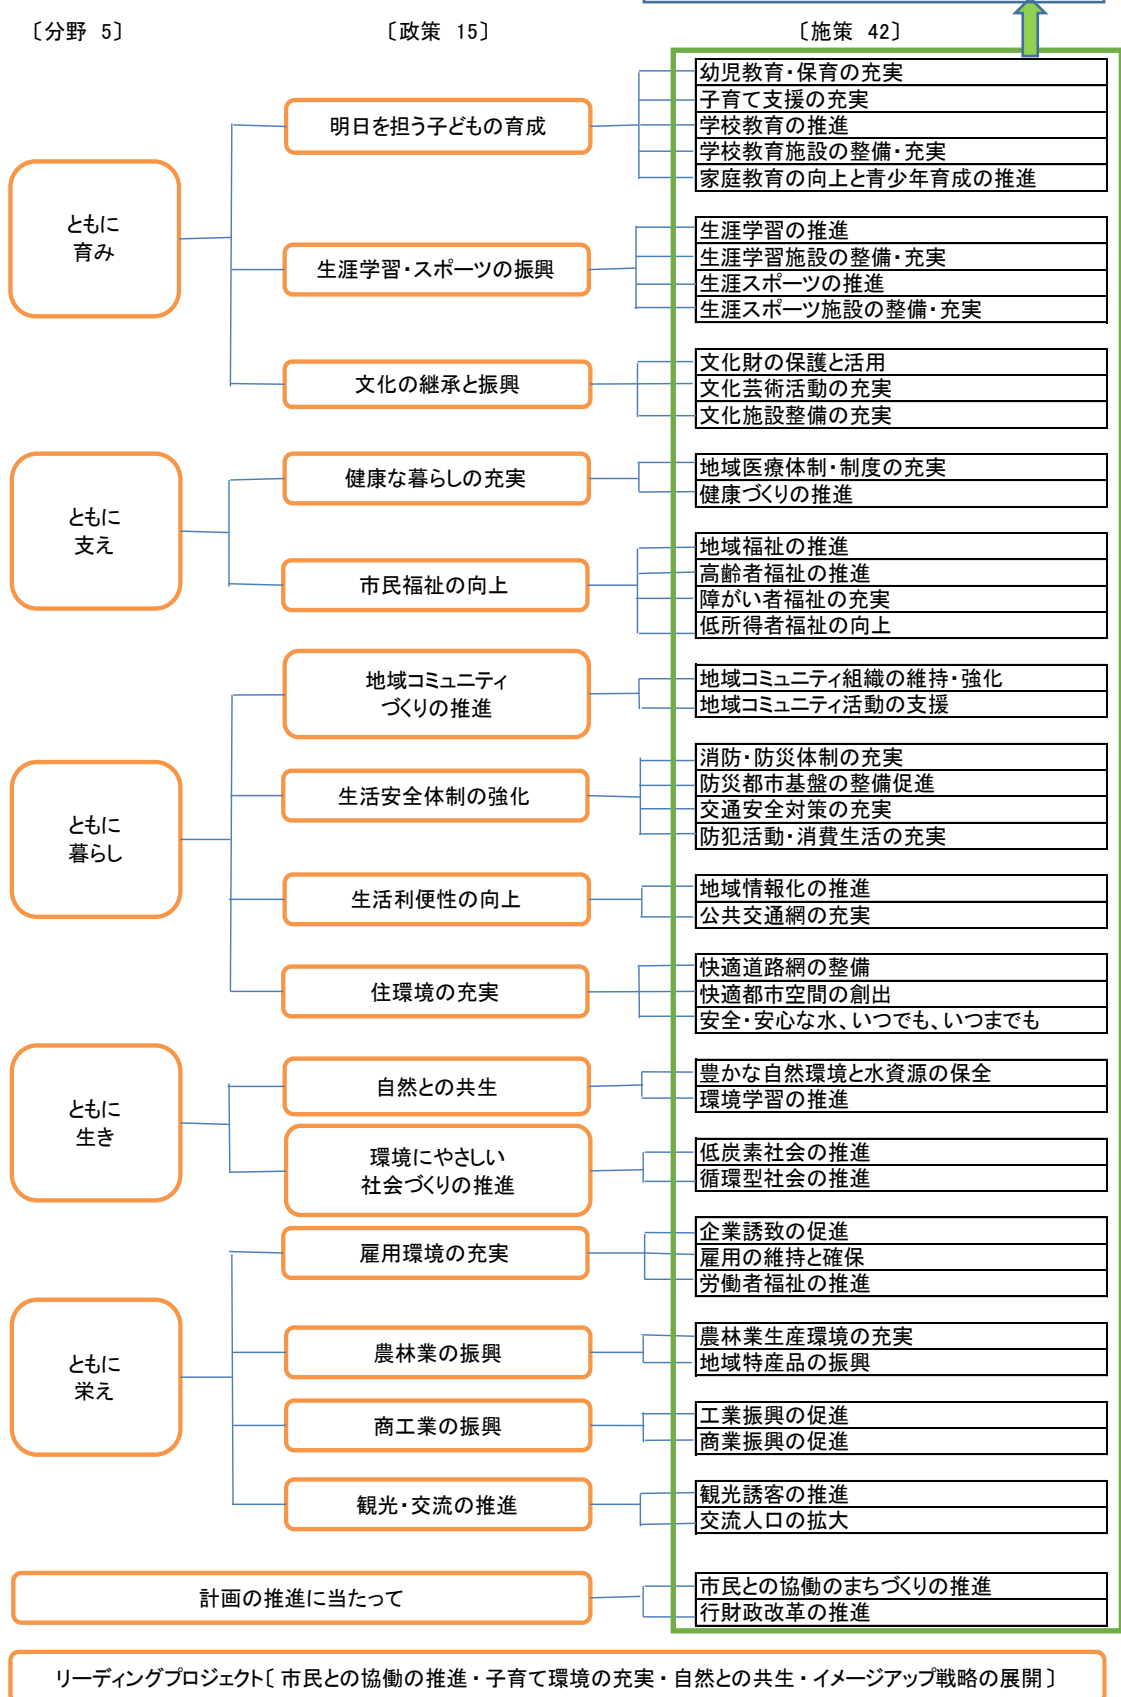 〔分野 5〕
〔政策 15〕
〔施策 42〕
ともに
育み
明日を担う子どもの育成
幼児教育・保育の充実
子育て支援の充実
学校教育の推進
学校教育施設の整備・充実
家庭教育の向上と青少年育成の推進
生涯学習・スポーツの振興
生涯学習の推進
生涯学習施設の整備・充実
生涯スポーツの推進
生涯スポーツ施設の整備・充実
文化の継承と振興
文化財の保護と活用
文化芸術活動の充実
文化施設整備の充実
ともに
支え
健康な暮らしの充実
地域医療体制・制度の充実
健康づくりの推進
市民福祉の向上
地域福祉の推進
高齢者福祉の推進
障がい者福祉の充実
低所得者福祉の向上
ともに
暮らし
地域コミュニティ
づくりの推進
地域コミュニティ組織の維持・強化
地域コミュニティ活動の支援
生活安全体制の強化
消防・防災体制の充実
防災都市基盤の整備促進
交通安全対策の充実
防犯活動・消費生活の充実
生活利便性の向上
地域情報化の推進
公共交通網の充実
住環境の充実
快適道路網の整備
快適都市空間の創出
安全・安心な水、いつでも、いつまでも
ともに
生き
自然との共生
豊かな自然環境と水資源の保全
環境学習の推進
環境にやさしい
社会づくりの推進
低炭素社会の推進
循環型社会の推進
ともに
栄え
雇用環境の充実
企業誘致の促進
雇用の維持と確保
労働者福祉の推進
農林業の振興
農林業生産環境の充実
地域特産品の振興
商工業の振興
工業振興の促進
商業振興の促進
観光・交流の推進
観光誘客の推進
交流人口の拡大
計画の推進に当たって
市民との協働のまちづくりの推進
行財政改革の推進
リーディングプロジェクト〔 市民との協働の推進・子育て環境の充実・自然との共生・イメージアップ戦略の展開 〕